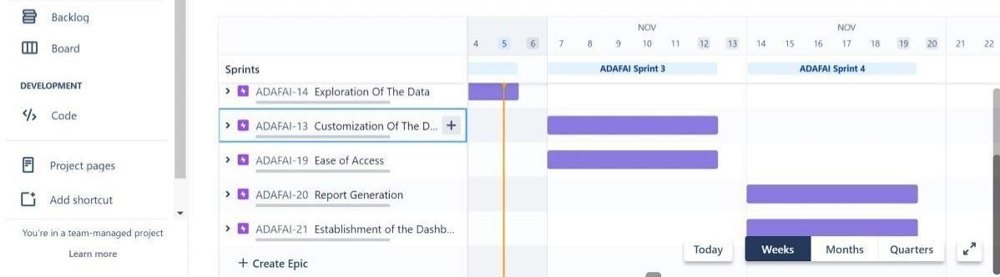 Backlog
Board
DEVELOPMENT
Code
Project pages
Add shortcut
You're in a team-managed project
Learn more
NOV NOV
4 5 6 7 8 9 10 11 12 13 14 15 16 17 18 19 20 21 22
Sprints ADAFAI Sprint 3 ADAFAI Sprint 4
ADAFAI-14 Exploration Of The Data
ADAFAI-13 Customization Of The D... +
ADAFAI-19 Ease of Access
ADAFAI-20 Report Generation
ADAFAI-21 Establishment of the Dashb...
+ Create Epic
Today Weeks Months Quarters